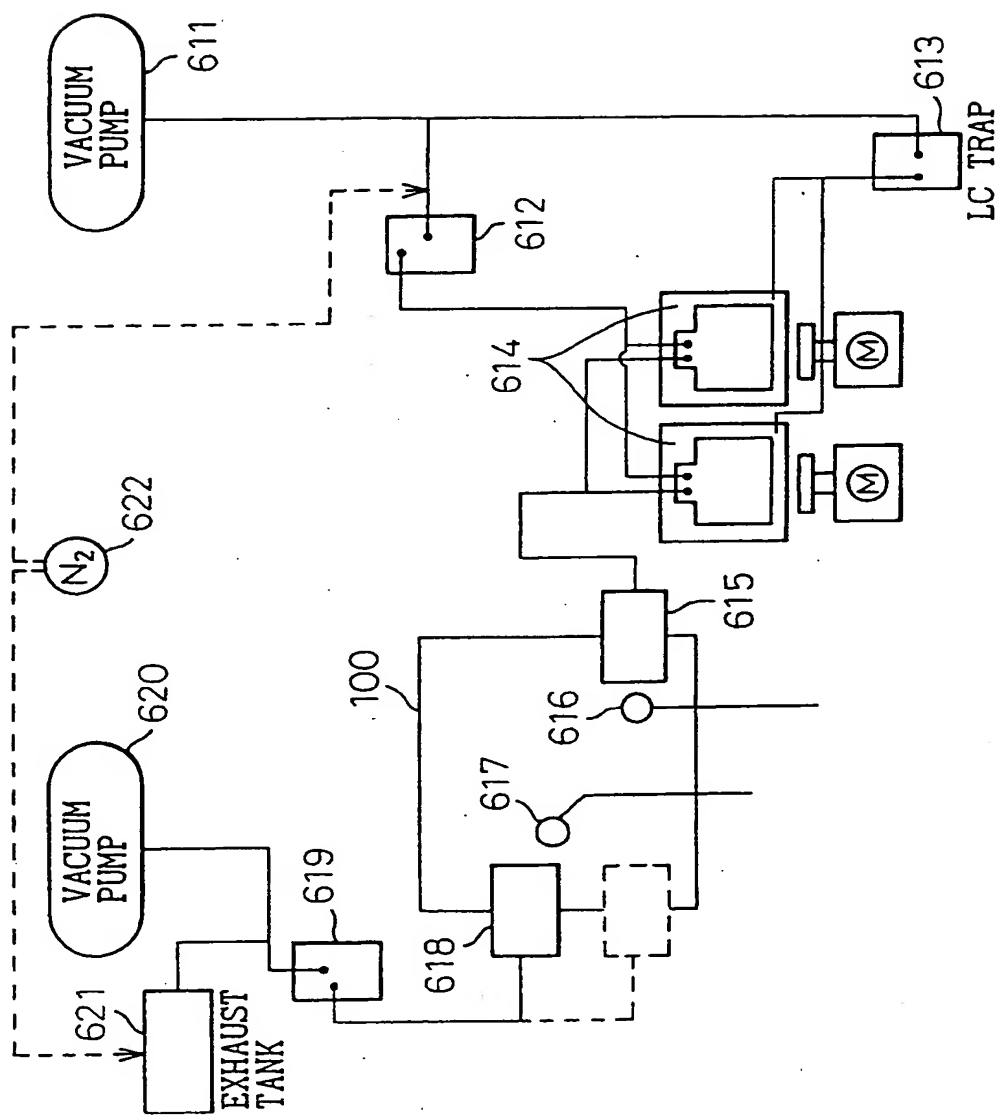 VACUUM
PUMP
611
612
613
LC TRAP
614
M
M
N2
622
615
100
616
617
VACUUM
PUMP
620
619
618
621
EXHAUST
TANK